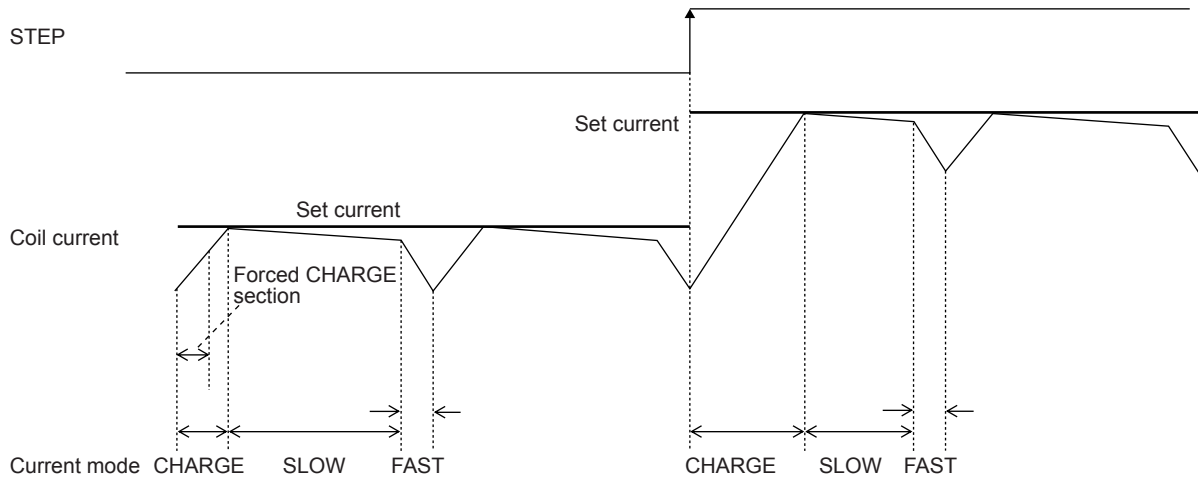 STEP
Set current
Set current
Coil current
Forced CHARGE
section
Current mode CHARGE SLOW FAST CHARGE SLOW FAST